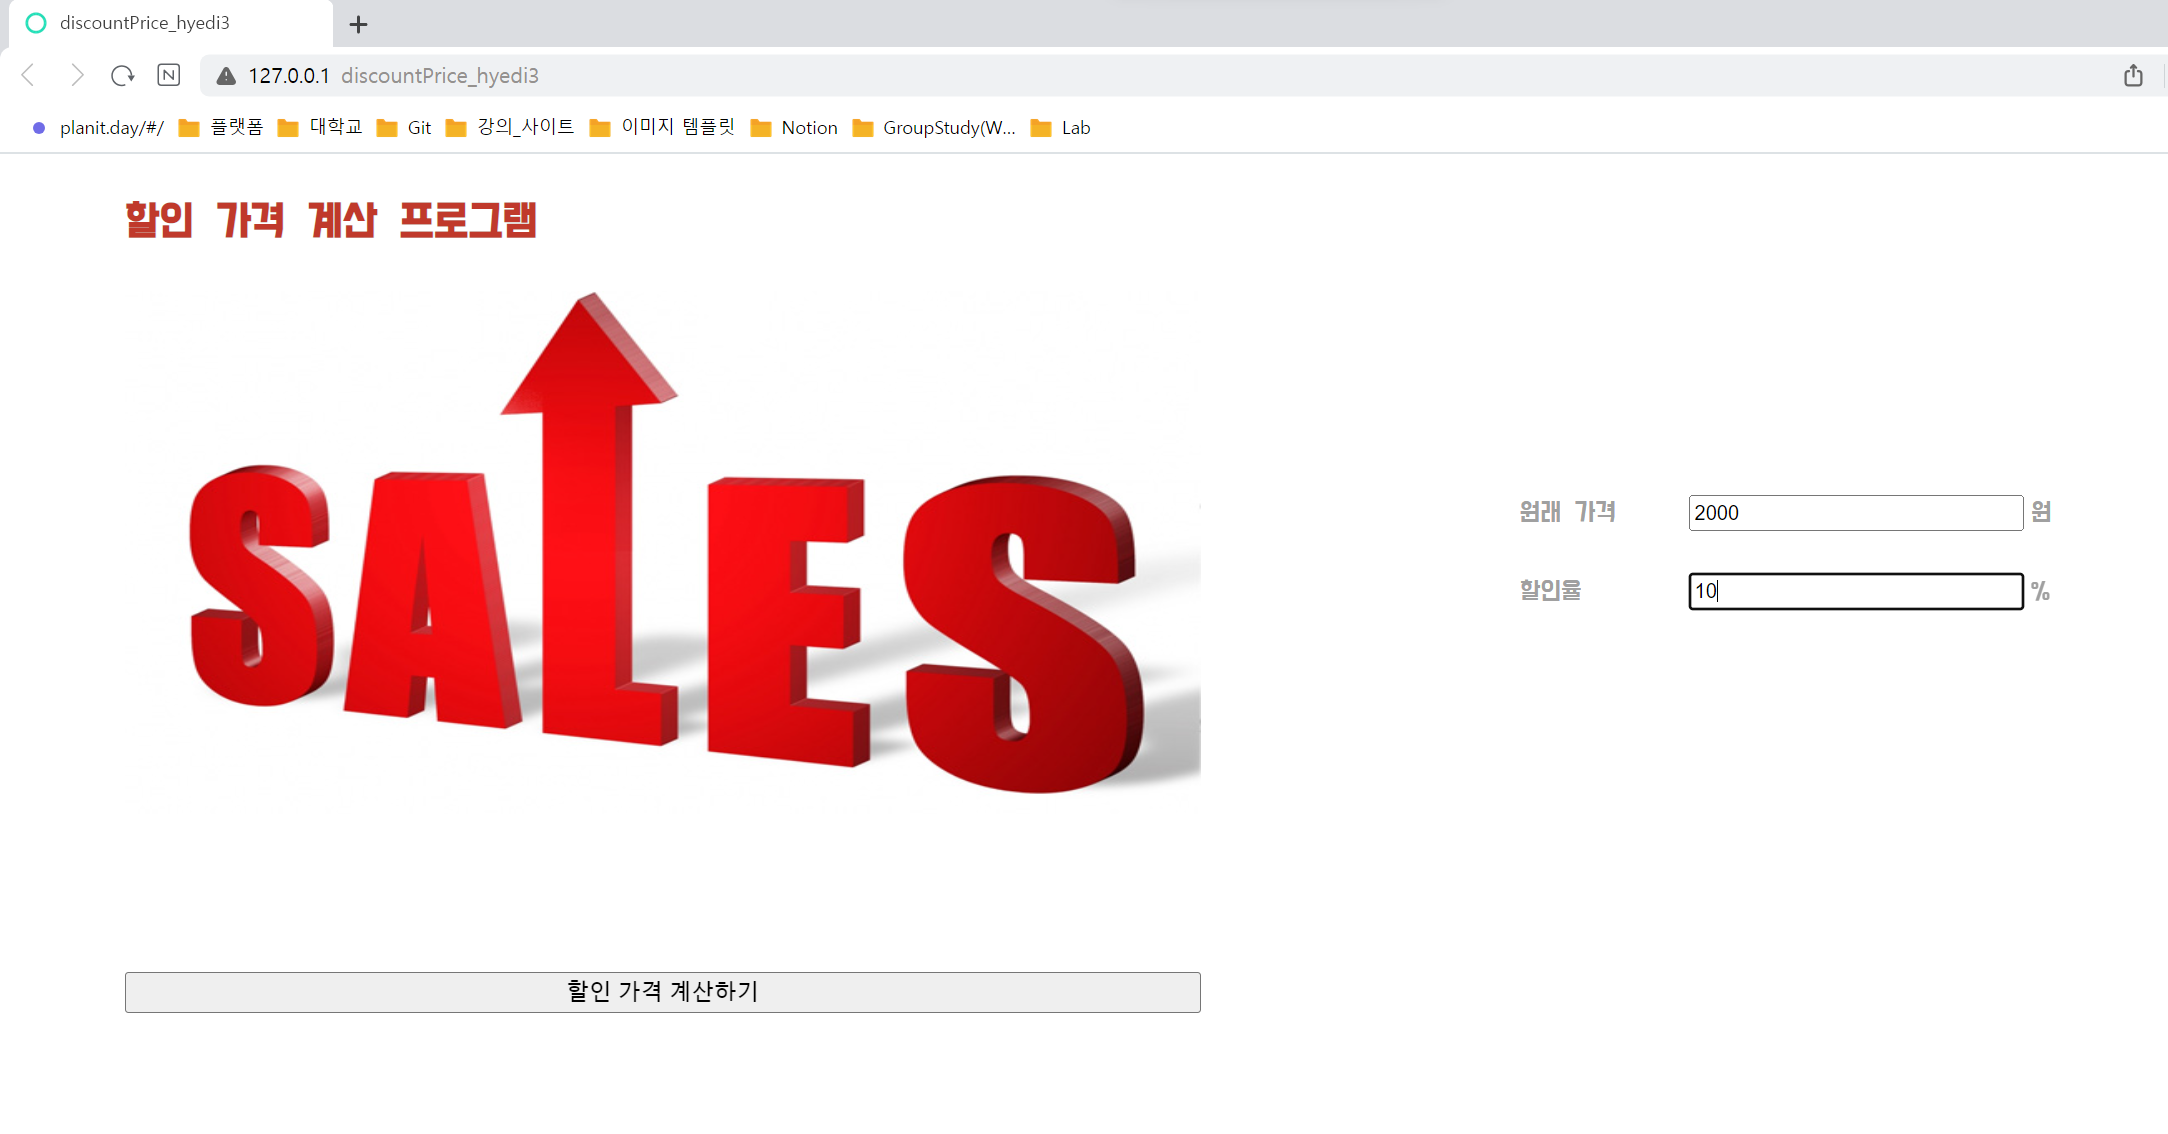 discountPrice_hyedi3
N 127.0.0.1 discountPrice_hyedi3
planit.day/#/ 플랫폼 대학교 Git 강의_사이트 이미지 템플릿 Notion GroupStudy(W... Lab
할인 가격 계산 프로그램
SALES
원래 가격 2000 원
할인율 10 %
할인 가격 계산하기